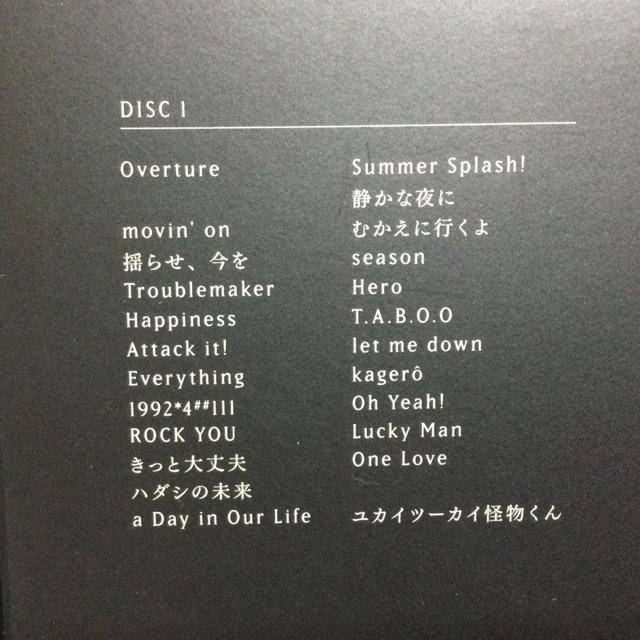 DISC 1
Overture
movin' on
揺らせ、今を
Troublemaker
Happiness
Attack it!
Everything
1992*4##111
ROCK YOU
きっと大丈夫
ハダシの未来
a Day in Our Life
Summer Splash!
静かな夜に
むかえに行くよ
season
Hero
T.A.B.O.O
let me down
kagerô
Oh Yeah!
Lucky Man
One Love
ユカイツーカイ怪物くん